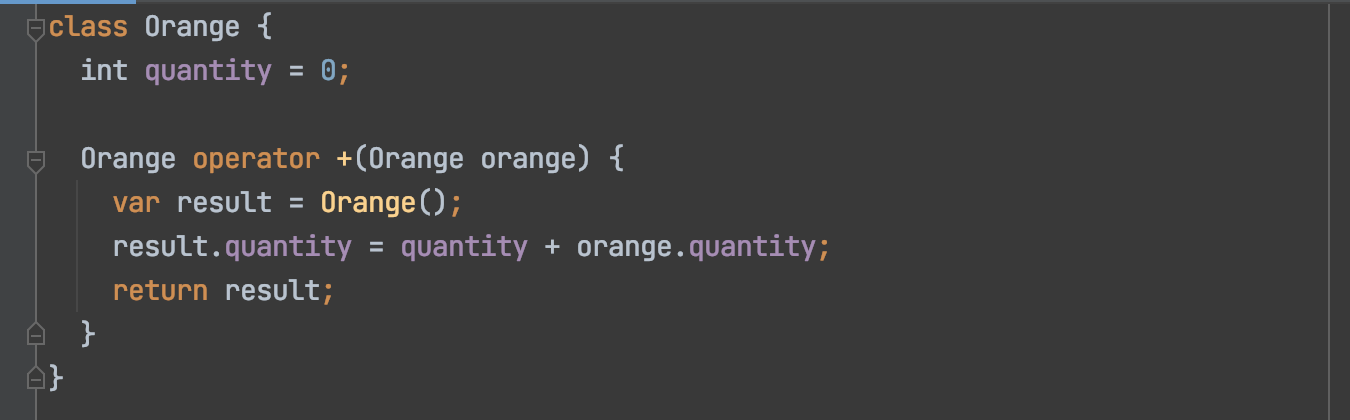 class Orange {
  int quantity = 0;

  Orange operator +(Orange orange) {
    var result = Orange();
    result.quantity = quantity + orange.quantity;
    return result;
  }
}